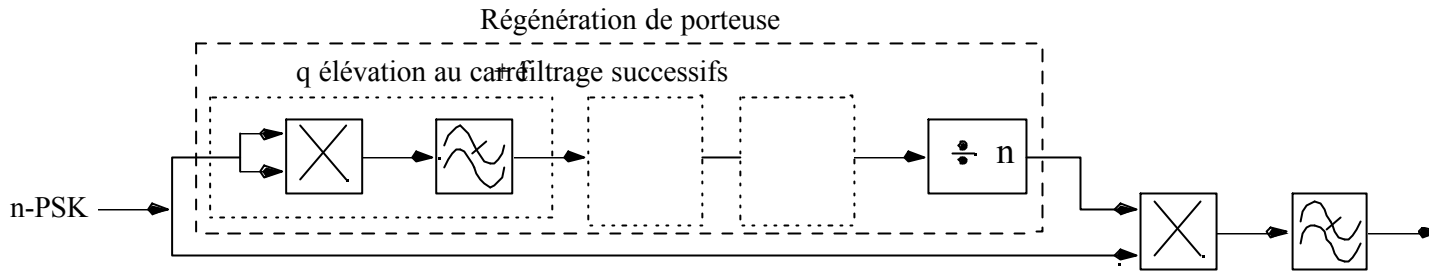 Régénération de porteuse
q élévation au carré + filtrage successifs
÷ n
n-PSK